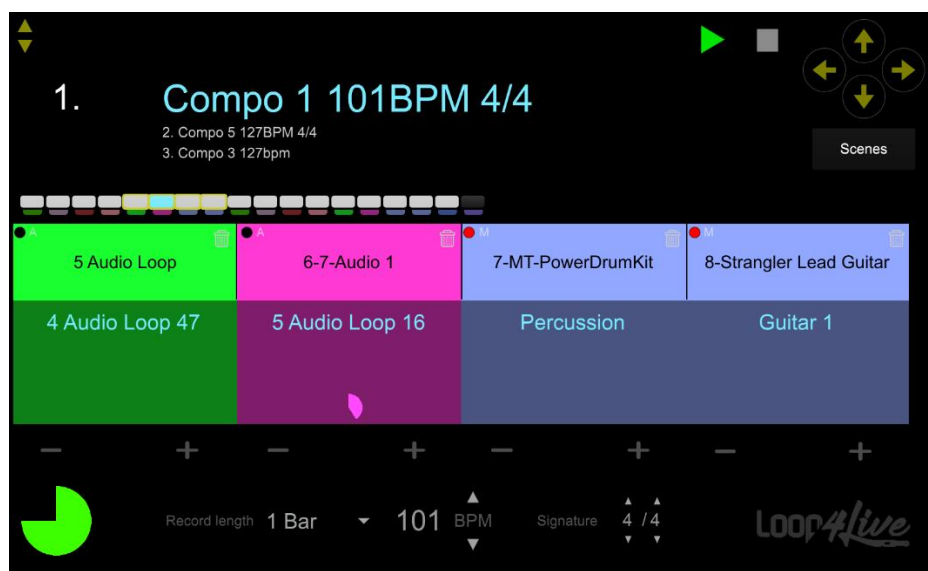 1. Compo 1 101BPM 4/4
2. Compo 5 127BPM 4/4
3. Compo 3 127bpm
Scenes
A A M M
5 Audio Loop 6-7-Audio 1 7-MT-PowerDrumKit 8-Strangler Lead Guitar
4 Audio Loop 47 5 Audio Loop 16 Percussion Guitar 1
− + − + − + − +
Record length 1 Bar 101 BPM Signature 4 / 4
Loop4Live